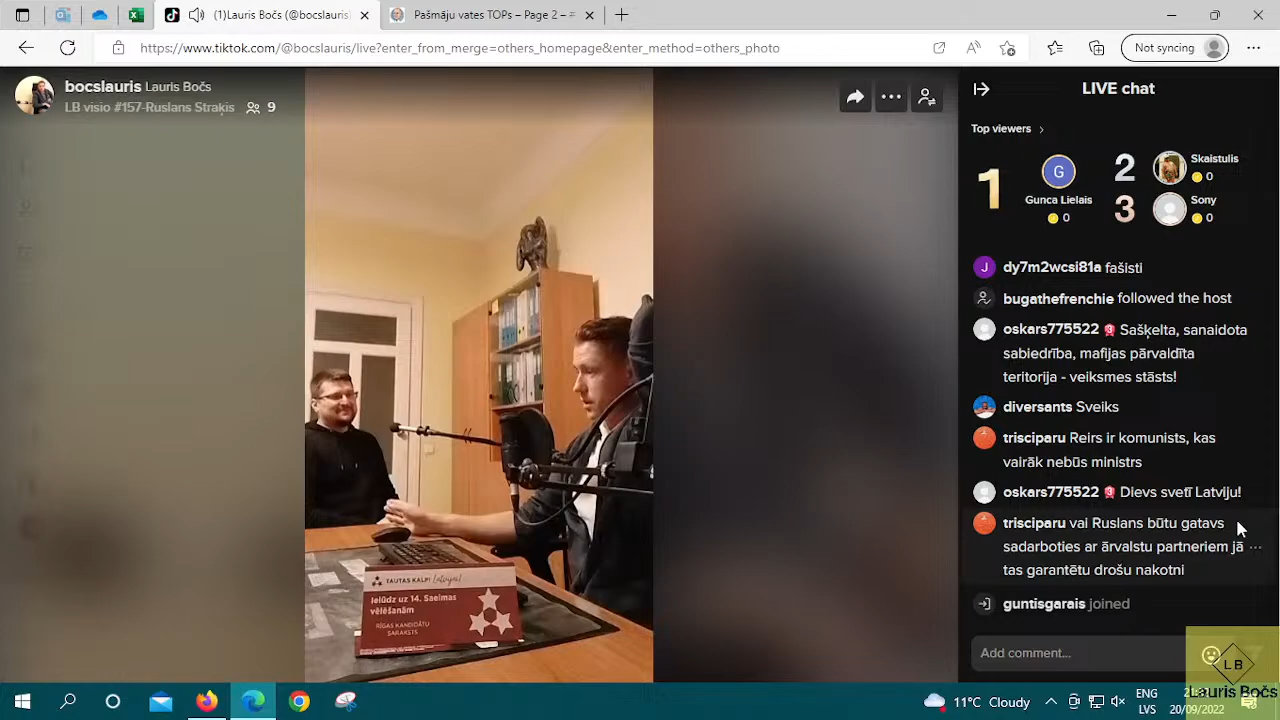 (1)Lauris Bočs (@bocslauris)
Pašmāju vates TOPs – Page 2 –
https://www.tiktok.com/@bocslauris/live?enter_from_merge=others_homepage&enter_method=others_photo
Not syncing
bocslauris Lauris Bočs
LB visio #157-Ruslans Straķis 9
LIVE chat
Top viewers
1
G
Gunca Lielais
0
2
Skaistulis
0
3
Sony
0
J
dy7m2wcsl81a fašisti
bugathefrenchie followed the host
oskars775522 Sašķelta, sanaidota
sabiedrība, mafijas pārvaldīta
teritorija - veiksmes stāsts!
diversants Sveiks
trisciparu Reirs ir komunists, kas
vairāk nebūs ministrs
oskars775522 Dievs svetī Latviju!
trisciparu vai Ruslans būtu gatavs
sadarboties ar ārvalstu partneriem jā
tas garantētu drošu nakotni
guntisgarais joined
Add comment...
TAUTAS KALPI Latvijai
Ielūdz uz 14. Saeimas
vēlēšanām
RĪGAS KANDIDĀTU
SARAKSTS
LB
Lauris Bočs
11°C Cloudy
ENG
LVS
20/09/2022